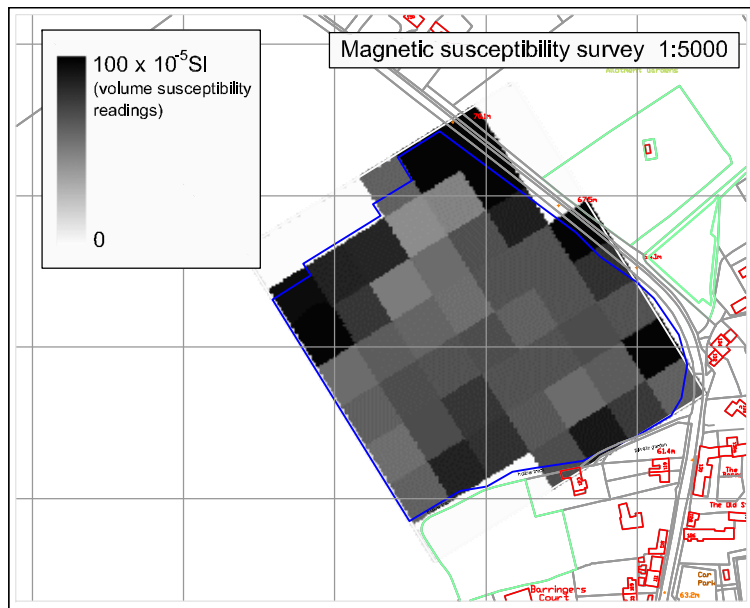 Magnetic susceptibility survey 1:5000
100 x 10⁻⁵SI
(volume susceptibility
readings)
0
Allotment Gardens
67.5m
61.4m
The
The Old S
Car
Park
Barringers
Court
63.2m